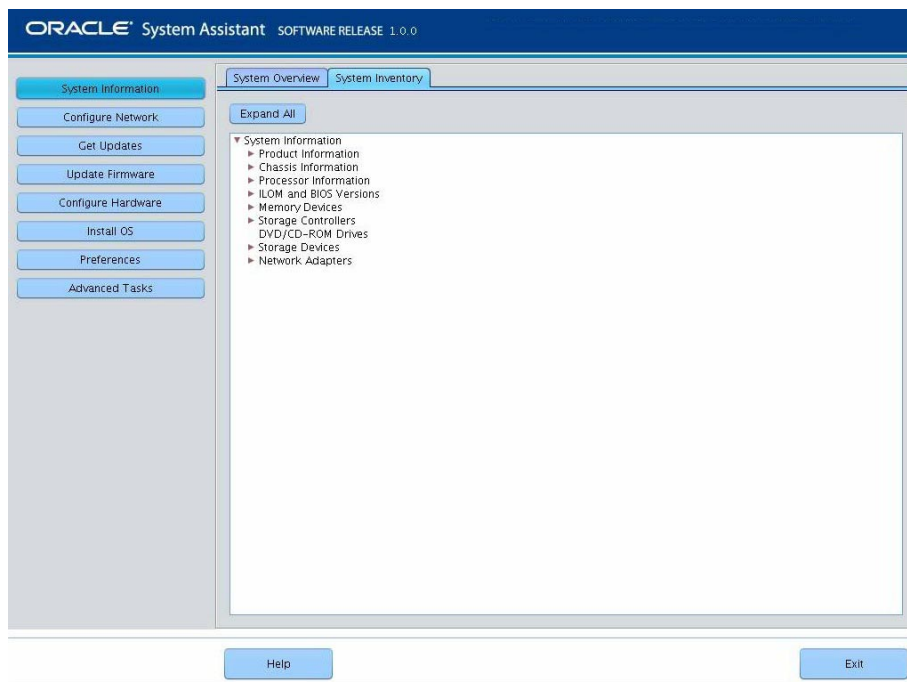 ORACLE System Assistant SOFTWARE RELEASE 1.0.0
System Information
Configure Network
Get Updates
Update Firmware
Configure Hardware
Install OS
Preferences
Advanced Tasks
System Overview System Inventory
Expand All
System Information
Product Information
Chassis Information
Processor Information
ILOM and BIOS Versions
Memory Devices
Storage Controllers
DVD/CD-ROM Drives
Storage Devices
Network Adapters
Help Exit